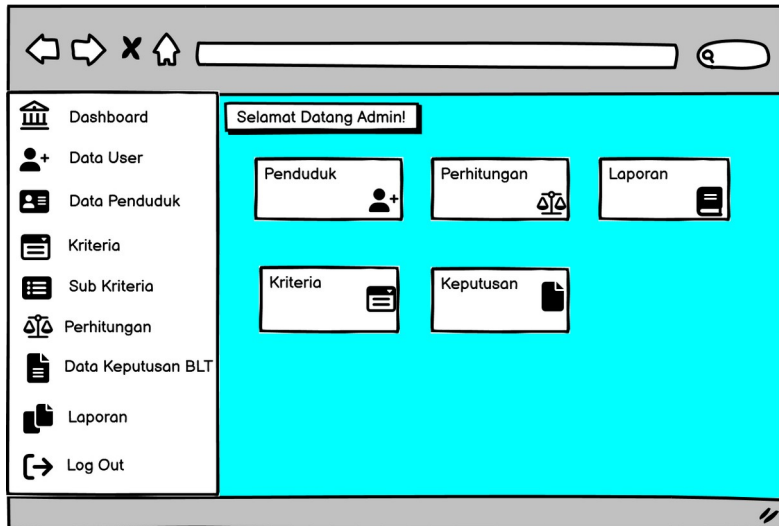 Dashboard
Data User
Data Penduduk
Kriteria
Sub Kriteria
Perhitungan
Data Keputusan BLT
Laporan
Log Out
Selamat Datang Admin!
Penduduk
Perhitungan
Laporan
Kriteria
Keputusan